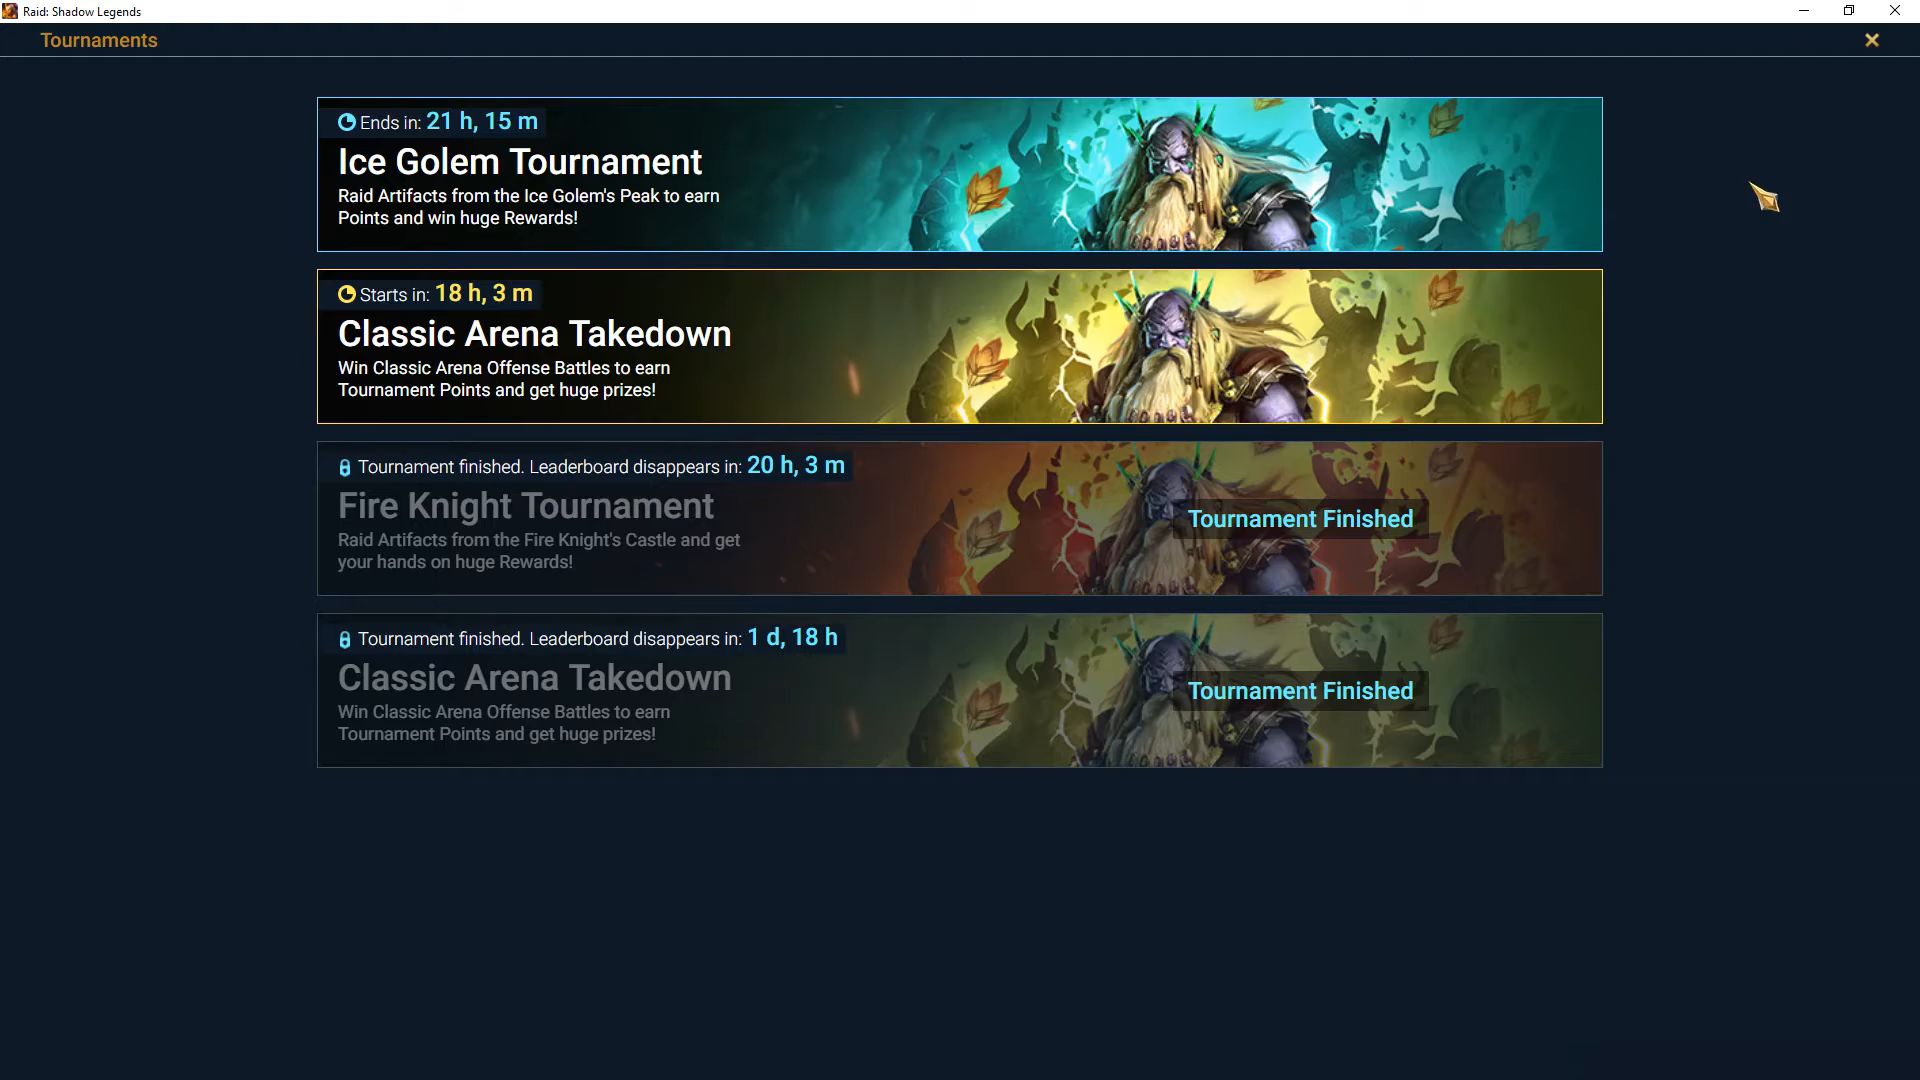 Raid: Shadow Legends
Tournaments
Ends in: 21 h, 15 m
Ice Golem Tournament
Raid Artifacts from the Ice Golem's Peak to earn
Points and win huge Rewards!
Starts in: 18 h, 3 m
Classic Arena Takedown
Win Classic Arena Offense Battles to earn
Tournament Points and get huge prizes!
Tournament finished. Leaderboard disappears in: 20 h, 3 m
Fire Knight Tournament
Raid Artifacts from the Fire Knight's Castle and get
your hands on huge Rewards!
Tournament Finished
Tournament finished. Leaderboard disappears in: 1 d, 18 h
Classic Arena Takedown
Win Classic Arena Offense Battles to earn
Tournament Points and get huge prizes!
Tournament Finished